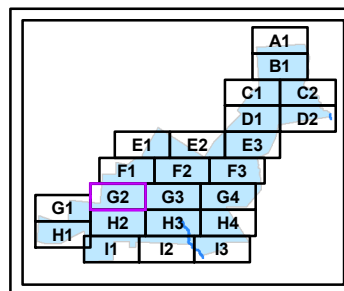 A1
B1
C1 C2
D1 D2
E1 E2 E3
F1 F2 F3
G1 G2 G3 G4
H1 H2 H3 H4
I1 I2 I3